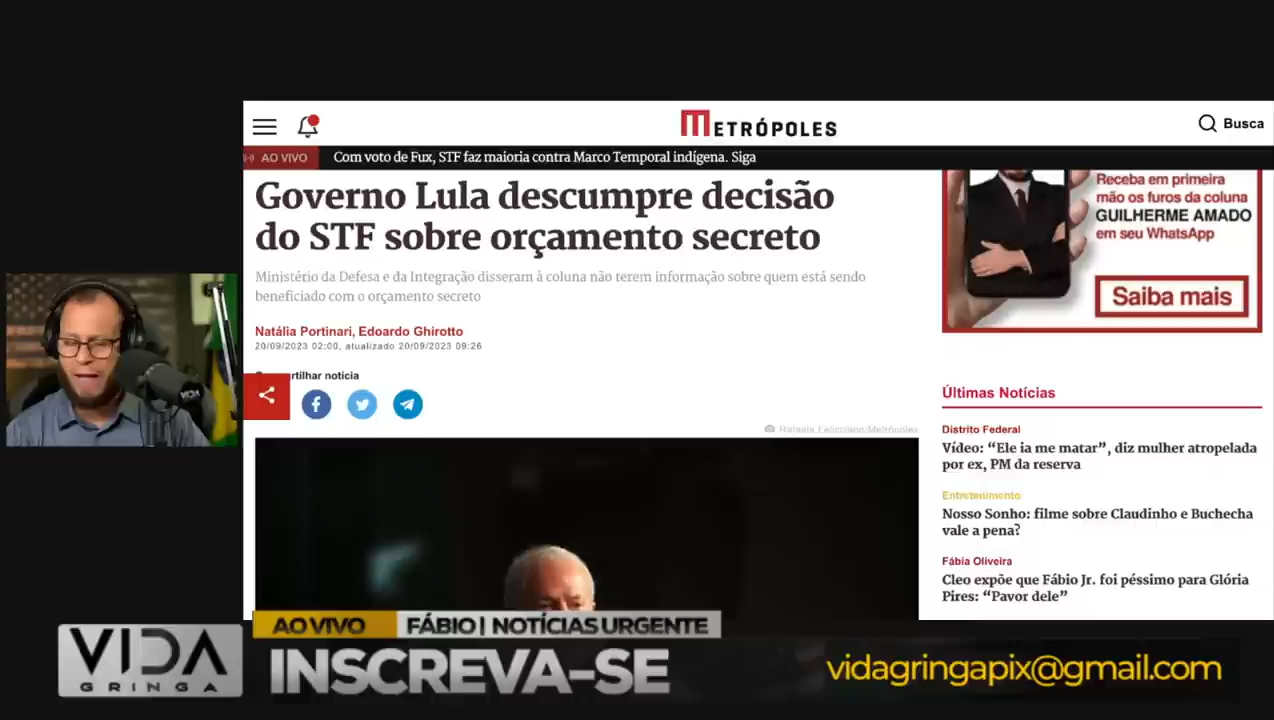 METRÓPOLES
Busca
AO VIVO
Com voto de Fux, STF faz maioria contra Marco Temporal indígena. Siga
Governo Lula descumpre decisão
do STF sobre orçamento secreto
Ministério da Defesa e da Integração disseram à coluna não terem informação sobre quem está sendo
beneficiado com o orçamento secreto
Natália Portinari, Edoardo Ghirotto
20/09/2023 02:00, atualizado 20/09/2023 09:26
rtilhar notícia
Rafaela Felicciano/Metrópoles
Receba em primeira
mão os furos da coluna
GUILHERME AMADO
em seu WhatsApp
Saiba mais
Últimas Notícias
Distrito Federal
Vídeo: “Ele ia me matar”, diz mulher atropelada
por ex, PM da reserva
Entretenimento
Nosso Sonho: filme sobre Claudinho e Buchecha
vale a pena?
Fábia Oliveira
Cleo expõe que Fábio Jr. foi péssimo para Glória
Pires: “Pavor dele”
VIDA
AO VIVO
FÁBIO | NOTÍCIAS URGENTE
VIDA
GRINGA
INSCREVA-SE
vidagringapix@gmail.com